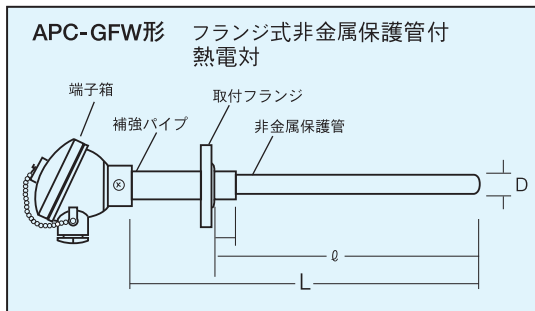 APC-GFW形 フランジ式非金属保護管付
熱電対
端子箱
取付フランジ
補強パイプ
非金属保護管
D
ℓ
L